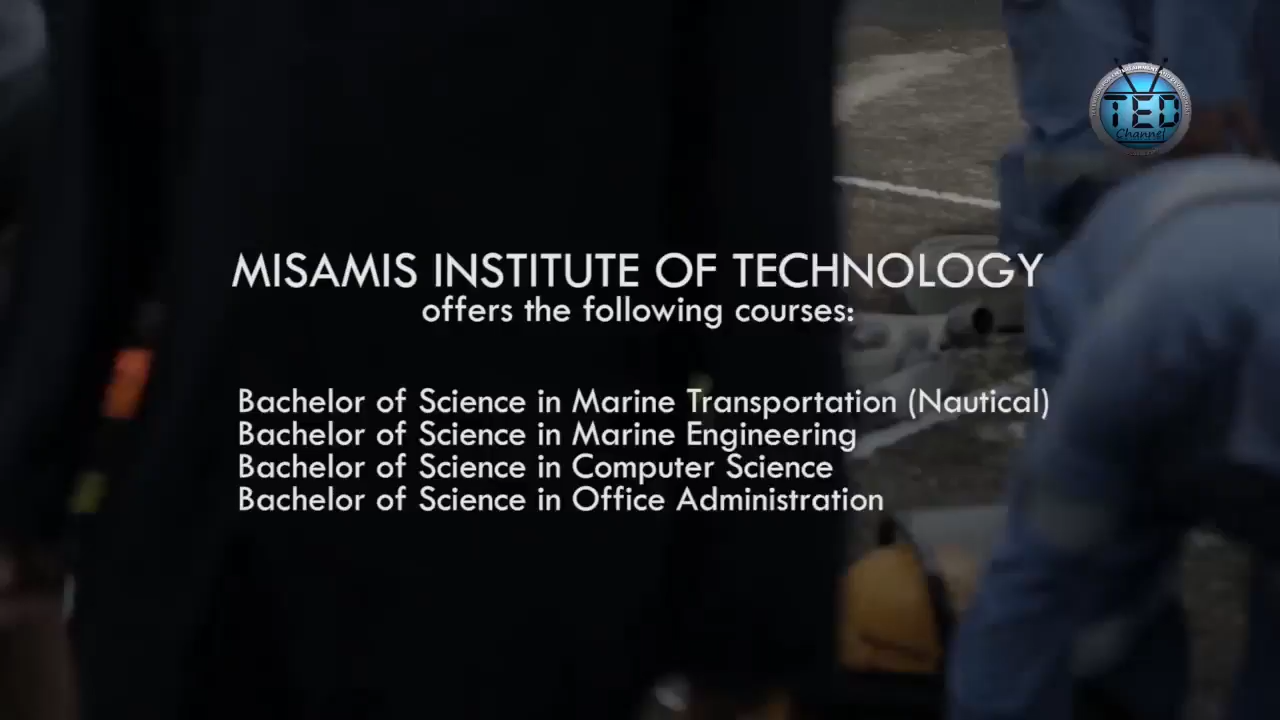 TED
Channel
MISAMIS INSTITUTE OF TECHNOLOGY
offers the following courses:
Bachelor of Science in Marine Transportation (Nautical)
Bachelor of Science in Marine Engineering
Bachelor of Science in Computer Science
Bachelor of Science in Office Administration